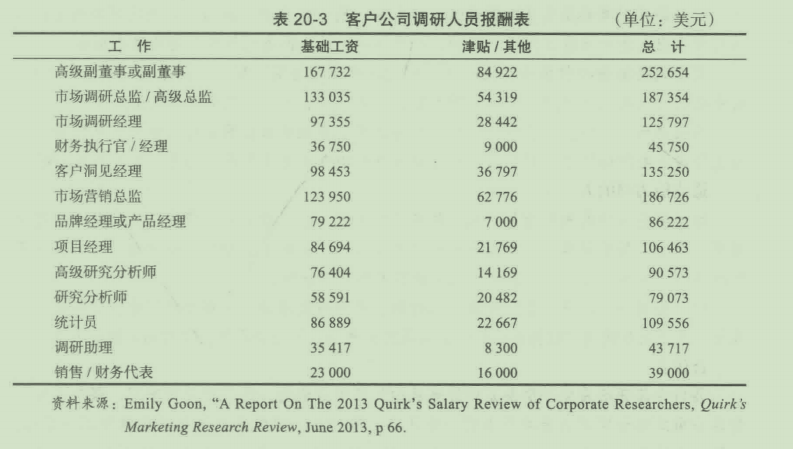 表 20-3 客户公司调研人员报酬表 (单位：美元)
工 作 基础工资 津贴 / 其他 总 计
高级副董事或副董事 167 732 84 922 252 654
市场调研总监 / 高级总监 133 035 54 319 187 354
市场调研经理 97 355 28 442 125 797
财务执行官 / 经理 36 750 9 000 45 750
客户洞见经理 98 453 36 797 135 250
市场营销总监 123 950 62 776 186 726
品牌经理或产品经理 79 222 7 000 86 222
项目经理 84 694 21 769 106 463
高级研究分析师 76 404 14 169 90 573
研究分析师 58 591 20 482 79 073
统计员 86 889 22 667 109 556
调研助理 35 417 8 300 43 717
销售 / 财务代表 23 000 16 000 39 000
资料来源：Emily Goon, “A Report On The 2013 Quirk’s Salary Review of Corporate Researchers, Quirk’s
Marketing Research Review, June 2013, p 66.